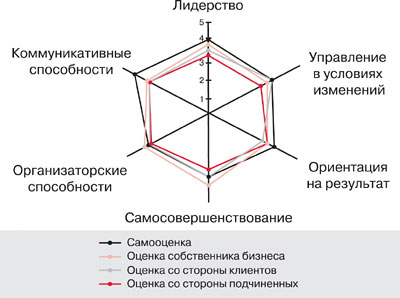 Лидерство
5
4
3
2
1
Коммуникативные
способности
Управление
в условиях
изменений
Организаторские
способности
Ориентация
на результат
Самосовершенствование
Самооценка
Оценка собственника бизнеса
Оценка со стороны клиентов
Оценка со стороны подчиненных